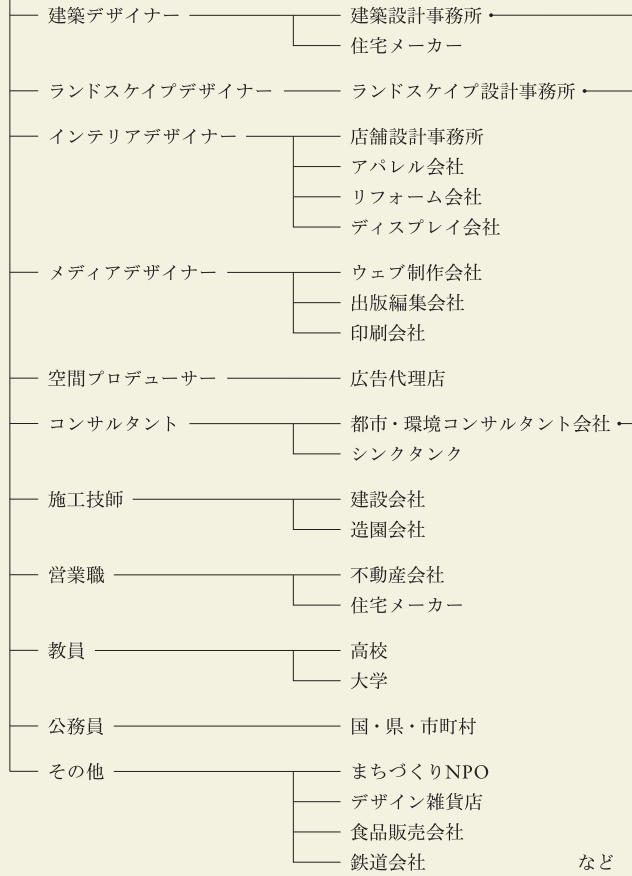 建築デザイナー 建築設計事務所
住宅メーカー
ランドスケイプデザイナー ランドスケイプ設計事務所
インテリアデザイナー 店舗設計事務所
アパレル会社
リフォーム会社
ディスプレイ会社
メディアデザイナー ウェブ制作会社
出版編集会社
印刷会社
空間プロデューサー 広告代理店
コンサルタント 都市・環境コンサルタント会社
シンクタンク
施工技師 建設会社
造園会社
営業職 不動産会社
住宅メーカー
教員 高校
大学
公務員 国・県・市町村
その他 まちづくりNPO
デザイン雑貨店
食品販売会社
鉄道会社 など